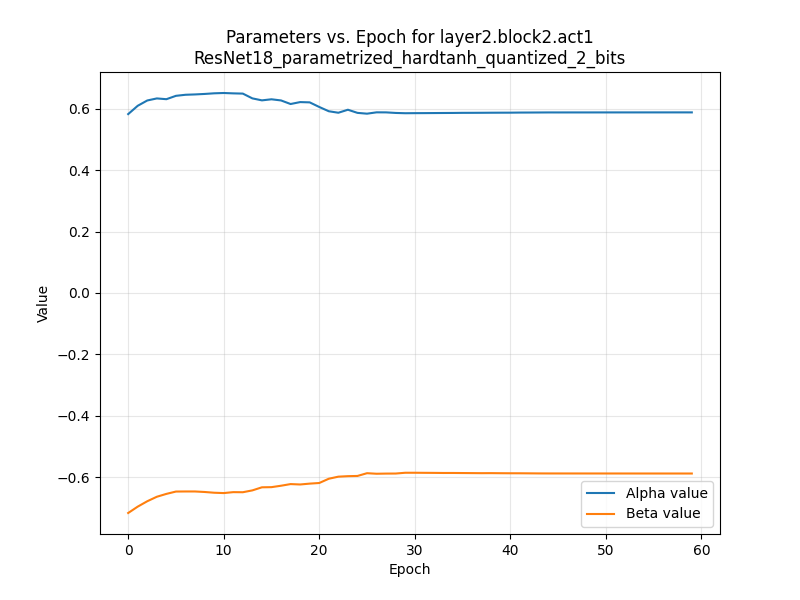 Parameters vs. Epoch for layer2.block2.act1
ResNet18_parametrized_hardtanh_quantized_2_bits
0.6
0.4
0.2
0.0
−0.2
−0.4
−0.6
Value
Alpha value
Beta value
0 10 20 30 40 50 60
Epoch